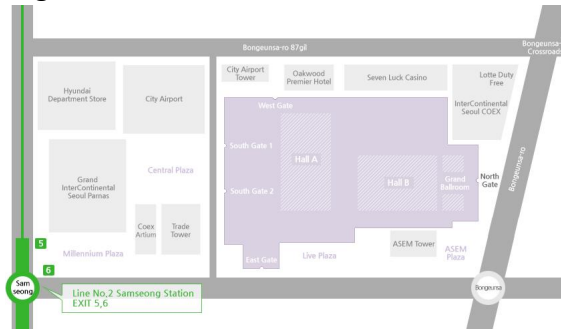 Bongeunsa-ro 87gil
Bongeunsa-
Crossroad
Hyundai
Department Store
City Airport
City Airport
Tower
Oakwood
Premier Hotel
Seven Luck Casino
Lotte Duty
Free
InterContinental
Seoul COEX
West Gate
South Gate 1
Hall A
Central Plaza
Grand
InterContinental
Seoul Parnas
South Gate 2
Hall B
Grand
Ballroom
North
Gate
Bongeunsa-ro
Coex
Artium
Trade
Tower
5
Millennium Plaza
East Gate
Live Plaza
ASEM Tower
ASEM
Plaza
6
Sam
seong
Line No,2 Samseong Station
EXIT 5,6
Bongeunsa